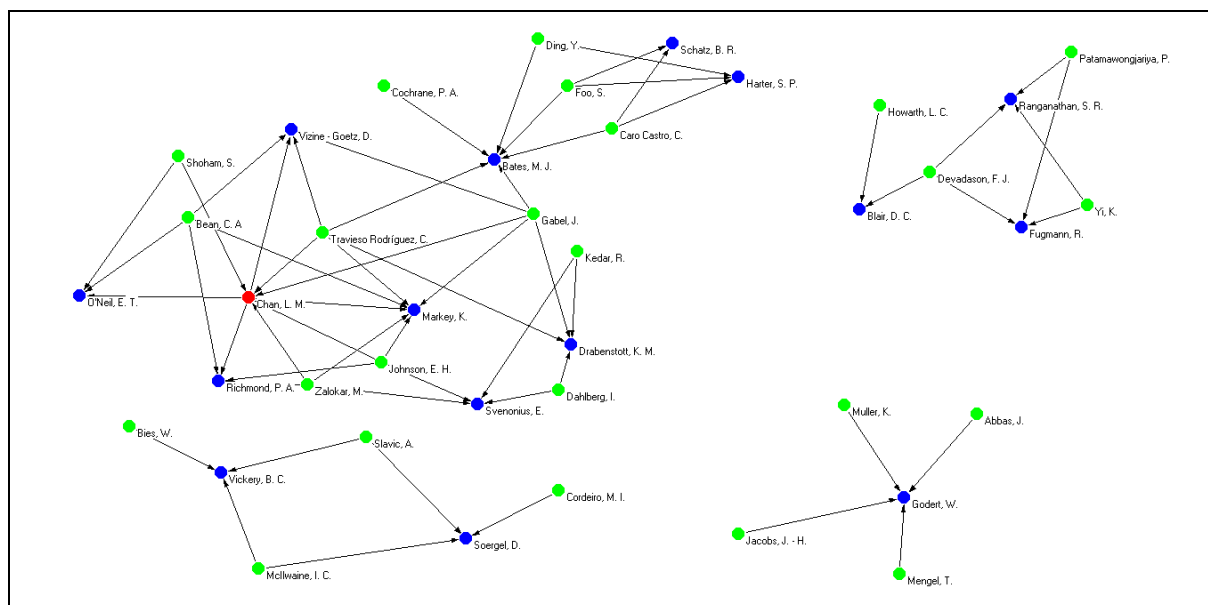 Ding, Y.
Schatz, B. R.
Patamawongjariya, P.
Harter, S. P.
Cochrane, P. A.
Foo, S.
Ranganathan, S. R.
Howarth, L. C.
Vizine - Goetz, D.
Caro Castro, C.
Shoham, S.
Bates, M. J.
Devadason, F. J.
Bean, C. A
Gabel, J.
Blair, D. C.
Yi, K.
Travieso Rodríguez, C.
Fugmann, R.
Kedar, R.
O'Neil, E. T.
Chan, L. M.
Markey, K.
Drabenstott, K. M.
Johnson, E. H.
Richmond, P. A.
Zalokar, M.
Dahlberg, I.
Svenonius, E.
Muller, K.
Abbas, J.
Bies, W.
Slavic, A.
Vickery, B. C.
Cordeiro, M. I.
Godert, W.
Soergel, D.
Jacobs, J. - H.
McIlwaine, I. C.
Mengel, T.